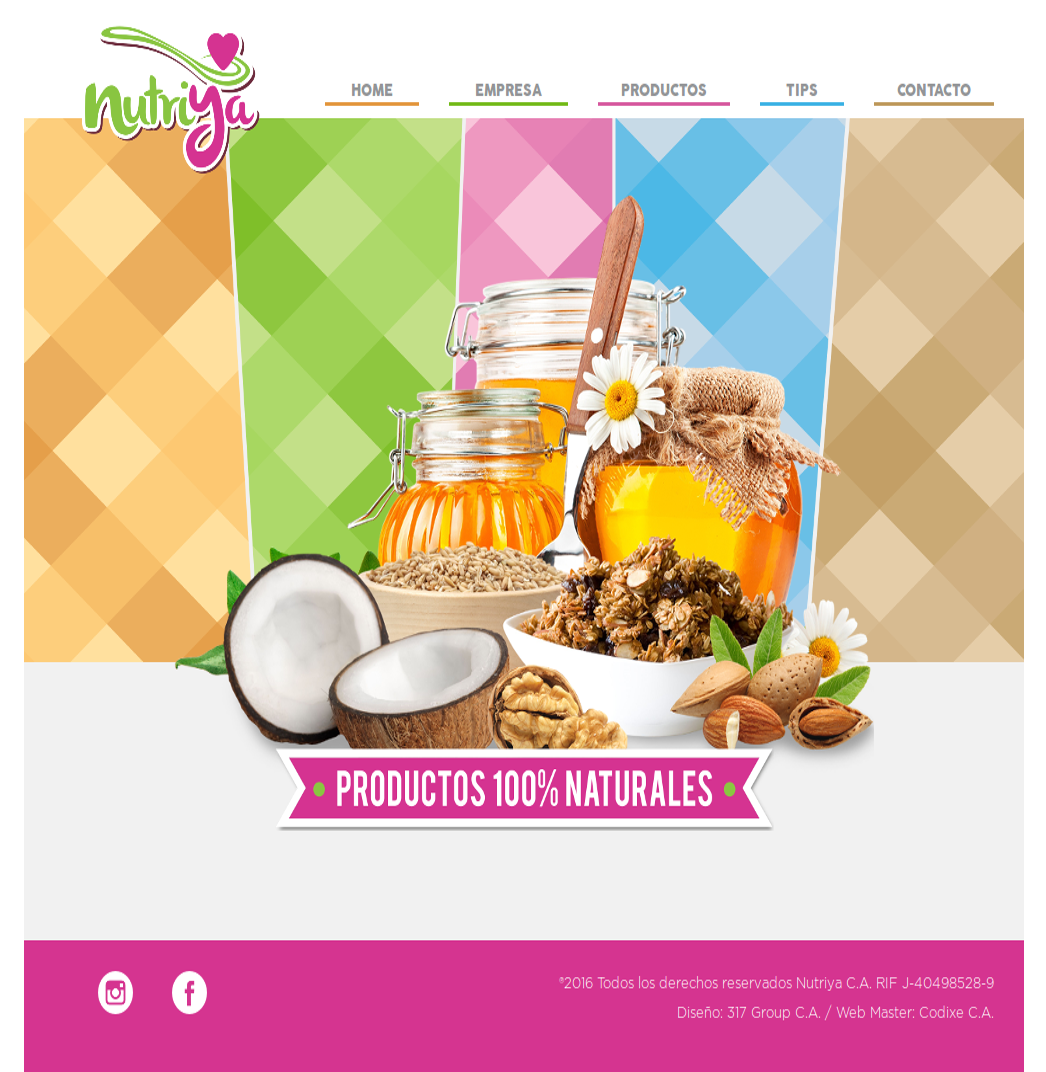 nutriya
HOME EMPRESA PRODUCTOS TIPS CONTACTO
PRODUCTOS 100% NATURALES
®2016 Todos los derechos reservados Nutriya C.A. RIF J-40498528-9
Diseño: 317 Group C.A. / Web Master: Codixe C.A.